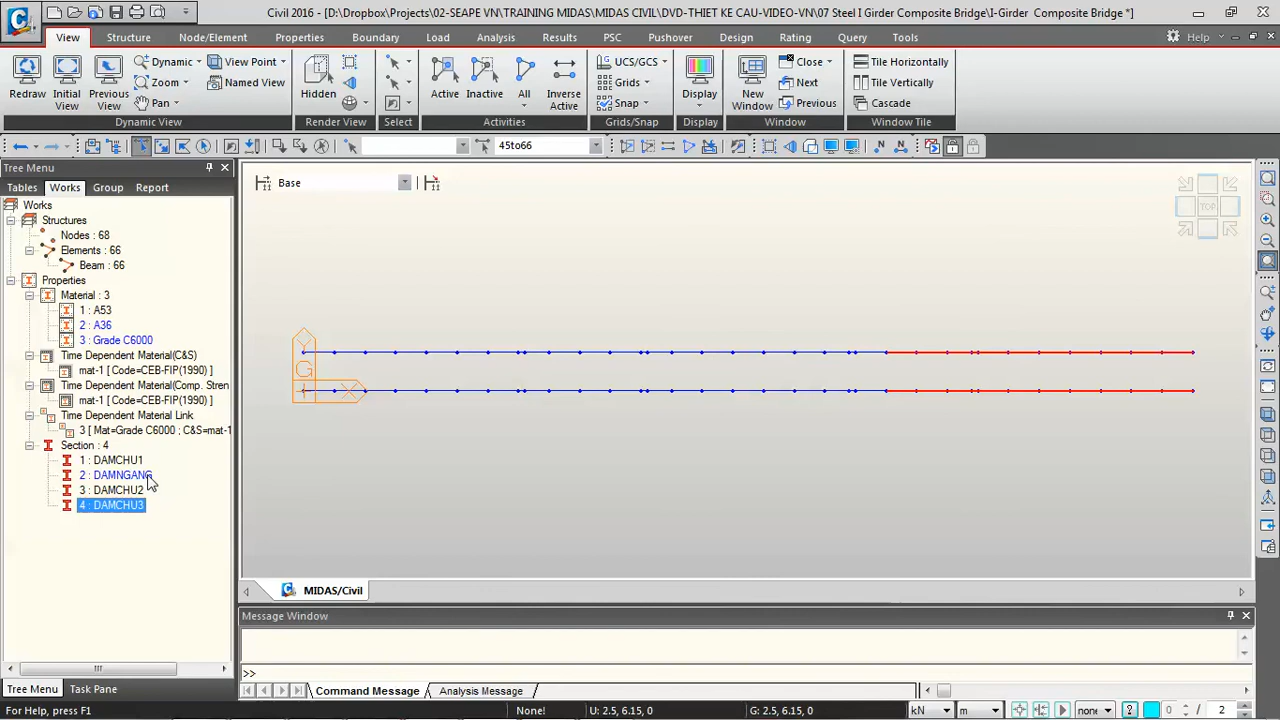 Civil 2016 - [D:\Dropbox\Projects\02-SEAPE VN\TRAINING MIDAS\MIDAS CIVIL\DVD-THIET KE CAU-VIDEO-VN\07 Steel I Girder Composite Bridge\I-Girder Composite Bridge *]
View Structure Node/Element Properties Boundary Load Analysis Results PSC Pushover Design Rating Query Tools Help
Redraw Initial View Previous View Dynamic Zoom Pan View Point Named View
Hidden Active Inactive All Inverse Active UCS/GCS Grids Snap Display New Window Close Next Previous Tile Horizontally Tile Vertically Cascade
Dynamic View Render View Select Activities Grids/Snap Display Window Window Tile
45to66
Tree Menu
Tables Works Group Report
Base
Works
Structures
Nodes : 68
Elements : 66
Beam : 66
Properties
Material : 3
1 : A53
2 : A36
3 : Grade C6000
Time Dependent Material(C&S)
mat-1 [ Code=CEB-FIP(1990) ]
Time Dependent Material(Comp. Stren
mat-1 [ Code=CEB-FIP(1990) ]
Time Dependent Material Link
3 [ Mat=Grade C6000 ; C&S=mat-1
Section : 4
1 : DAMCHU1
2 : DAMNGANG
3 : DAMCHU2
4 : DAMCHU3
TOP
Y
G
X
MIDAS/Civil
Message Window
>>
Tree Menu Task Pane
Command Message Analysis Message
For Help, press F1 None! U: 2.5, 6.15, 0 G: 2.5, 6.15, 0 kN m none 0 / 2